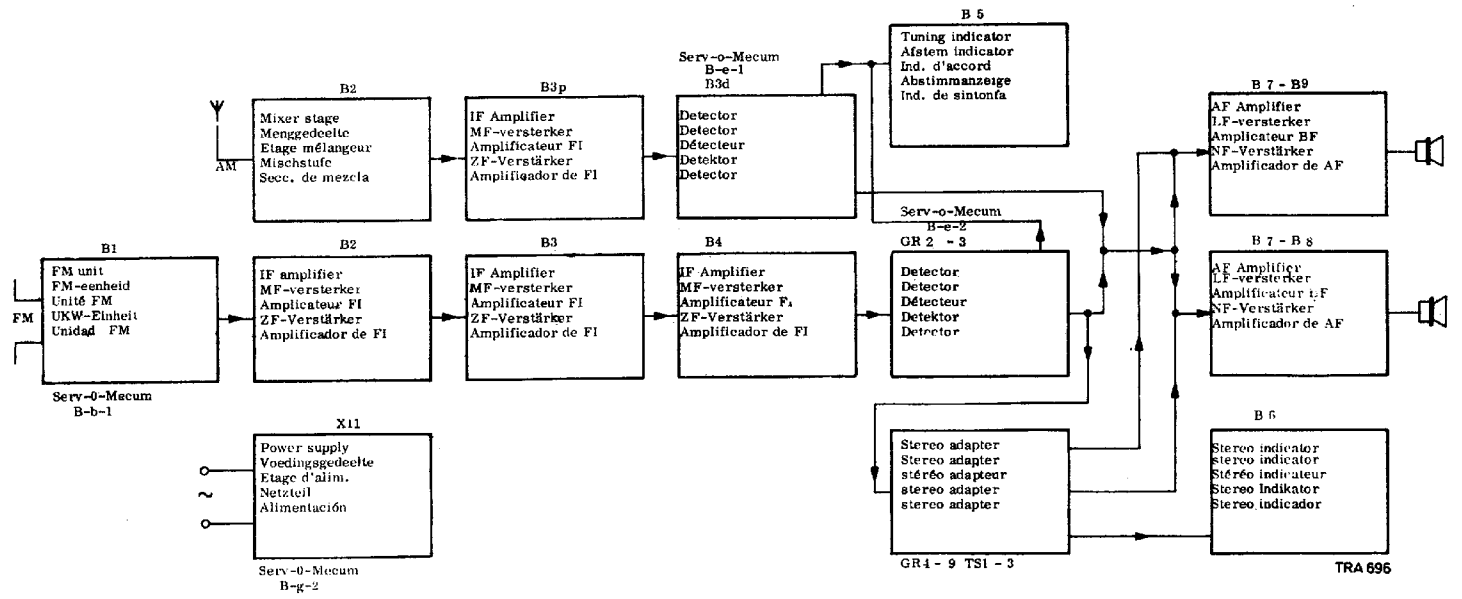 B 5
Tuning indicator
Afstem indicator
Ind. d'accord
Abstimmanzeige
Ind. de sintonfa
Serv-o-Mecum
B-e-1
B3d
Detector
Detector
Détecteur
Detektor
Detector
B2
Mixer stage
Menggedeelte
Etage mélangeur
Mischstufe
Secc. de mezcla
AM
B3p
IF Amplifier
MF-versterker
Amplificateur FI
ZF-Verstärker
Amplificador de FI
B 7 - B9
AF Amplifier
LF-versterker
Amplicateur BF
NF-Verstärker
Amplificador de AF
B1
FM unit
FM-eenheid
Unité FM
UKW-Einheit
Unidad FM
FM
Serv-0-Mecum
B-b-1
B2
IF amplifier
MF-versterker
Amplicateur FI
ZF-Verstärker
Amplificador de FI
B3
IF Amplifier
MF-versterker
Amplificateur FI
ZF-Verstärker
Amplificador de FI
B4
IF Amplifier
MF-versterker
Amplificateur
ZF-Verstärker
Amplificador de FI
Serv-o-Mecum
B-e-2
GR 2 - 3
Detector
Detector
Détecteur
Detektor
Detector
B 7 - B 8
AF Amplifier
LF-versterker
Amplificateur
NF-Verstärker
Amplificador de AF
X11
Power supply
Voedingsgedeelte
Etage d'alim.
Netzteil
Alimentación
~
Serv-0-Mecum
B-g-2
Stereo adapter
Stereo adapter
stéréo adapteur
stereo adapter
stereo adapter
GR4 - 9 TS1 - 3
B 6
Stereo indicator
stereo indicator
Stéréo indicateur
Stereo Indikator
Stereo indicador
TRA 696